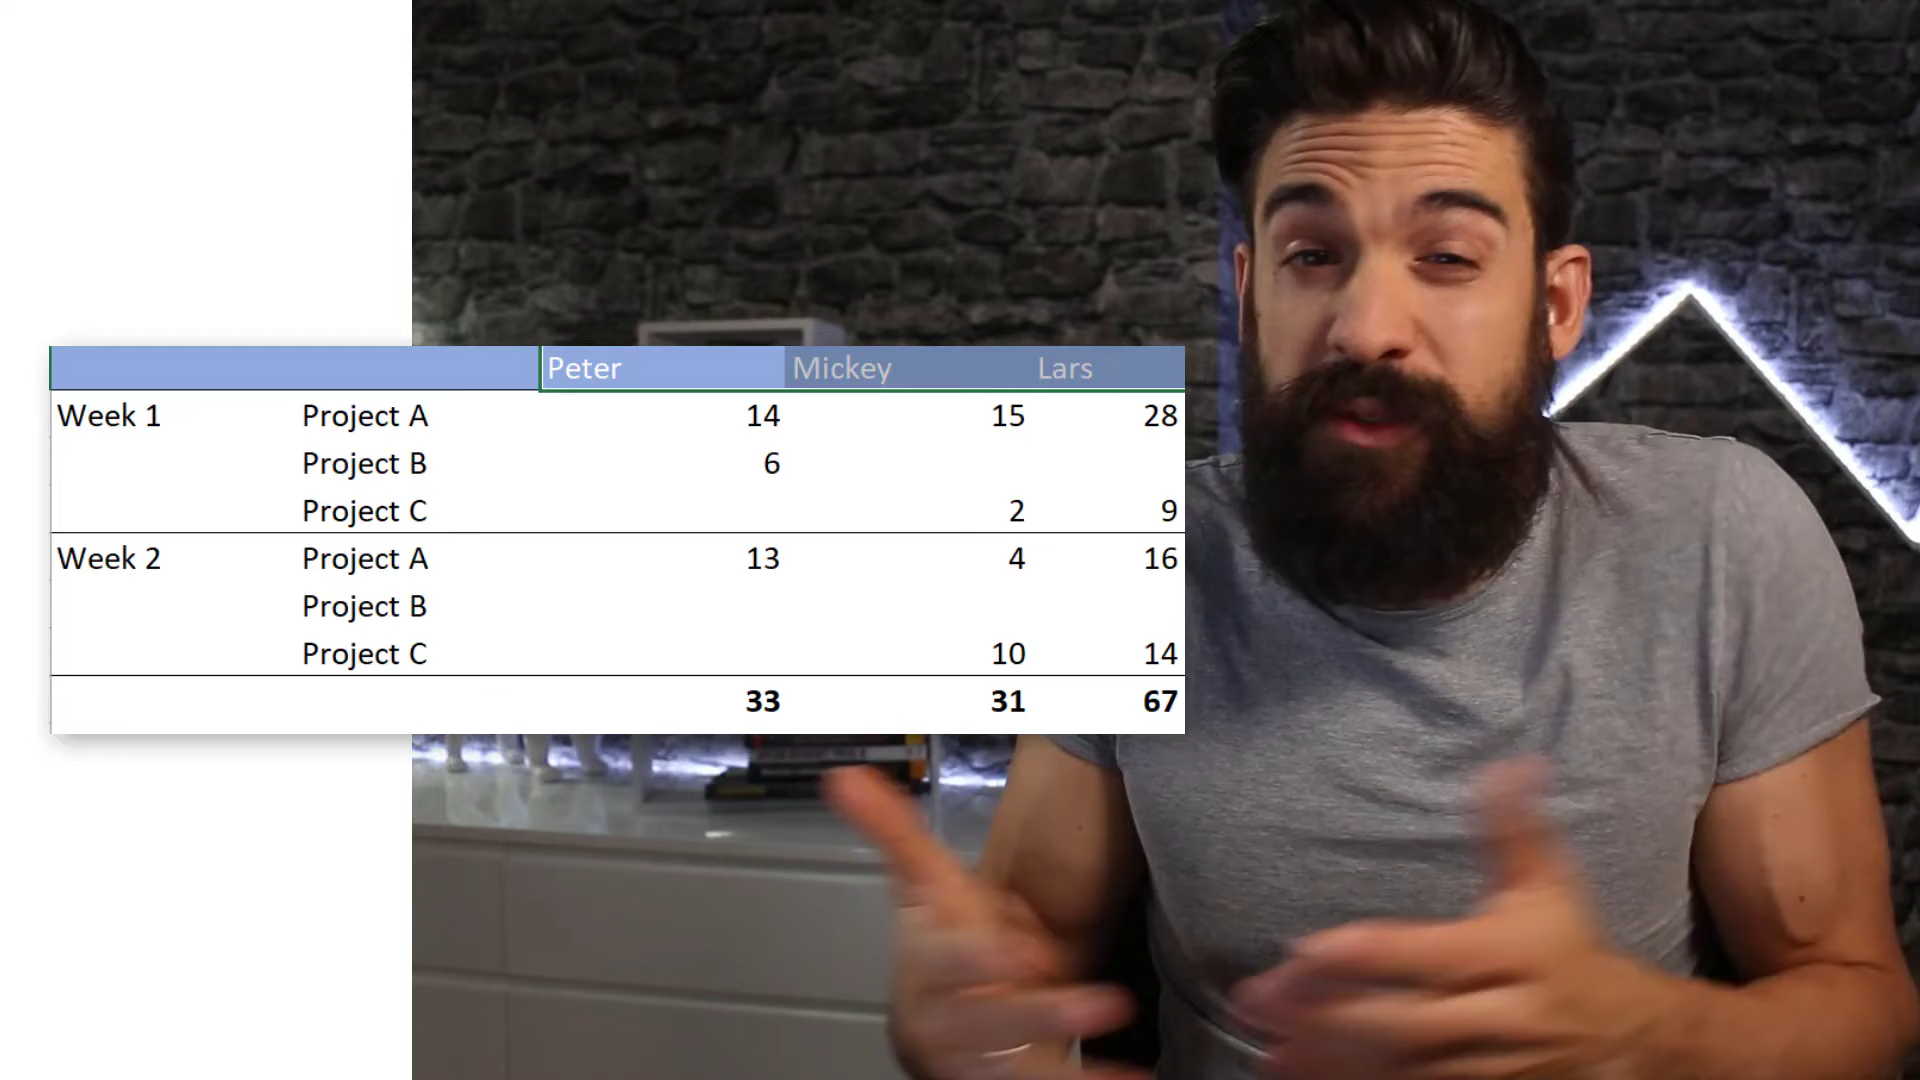 Peter Mickey Lars
Week 1 Project A 14 15 28
Project B 6
Project C 2 9
Week 2 Project A 13 4 16
Project B
Project C 10 14
33 31 67